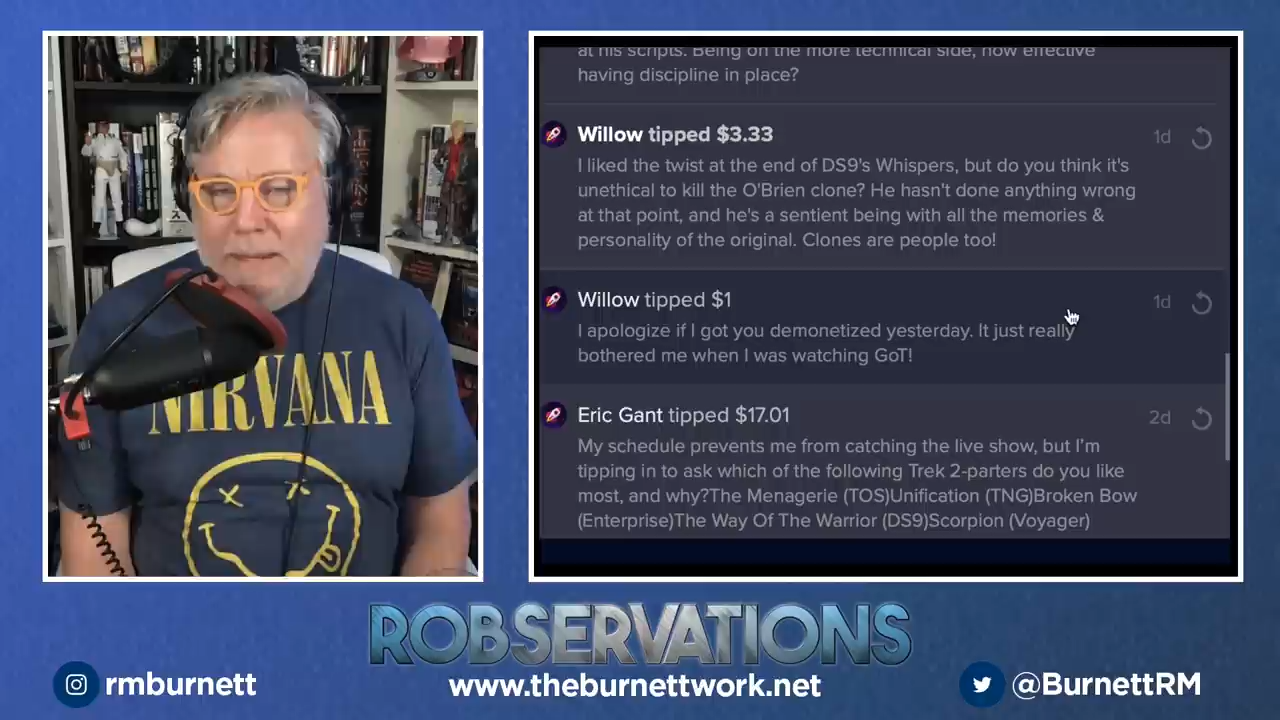 at his scripts. Being on the more technical side, how effective
having discipline in place?
Willow tipped $3.33
1d
I liked the twist at the end of DS9's Whispers, but do you think it's
unethical to kill the O'Brien clone? He hasn't done anything wrong
at that point, and he's a sentient being with all the memories &
personality of the original. Clones are people too!
Willow tipped $1
1d
I apologize if I got you demonetized yesterday. It just really
bothered me when I was watching GoT!
Eric Gant tipped $17.01
2d
My schedule prevents me from catching the live show, but I'm
tipping in to ask which of the following Trek 2-parters do you like
most, and why?The Menagerie (TOS)Unification (TNG)Broken Bow
(Enterprise)The Way Of The Warrior (DS9)Scorpion (Voyager)
NIRVANA
ROBSERVATIONS
rmburnett
www.theburnettwork.net
@BurnettRM